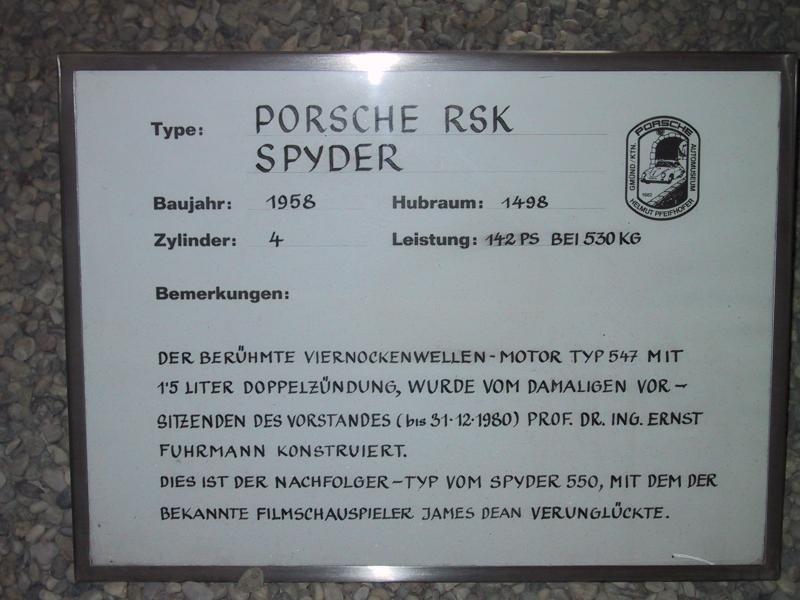 Type: PORSCHE RSK
SPYDER
Baujahr: 1958 Hubraum: 1498
Zylinder: 4 Leistung: 142 PS BEI 530 KG
Bemerkungen:
DER BERÜHMTE VIERNOCKENWELLEN-MOTOR TYP 547 MIT
1'5 LITER DOPPELZÜNDUNG, WURDE VOM DAMALIGEN VOR-
SITZENDEN DES VORSTANDES (bis 31.12.1980) PROF. DR. ING. ERNST
FUHRMANN KONSTRUIERT.
DIES IST DER NACHFOLGER-TYP VOM SPYDER 550, MIT DEM DER
BEKANNTE FILMSCHAUSPIELER JAMES DEAN VERUNGLÜCKTE.
PORSCHE
AUTOMUSEUM
HELMUT PFEIFHOFER
GMÜND/KTN.
1982